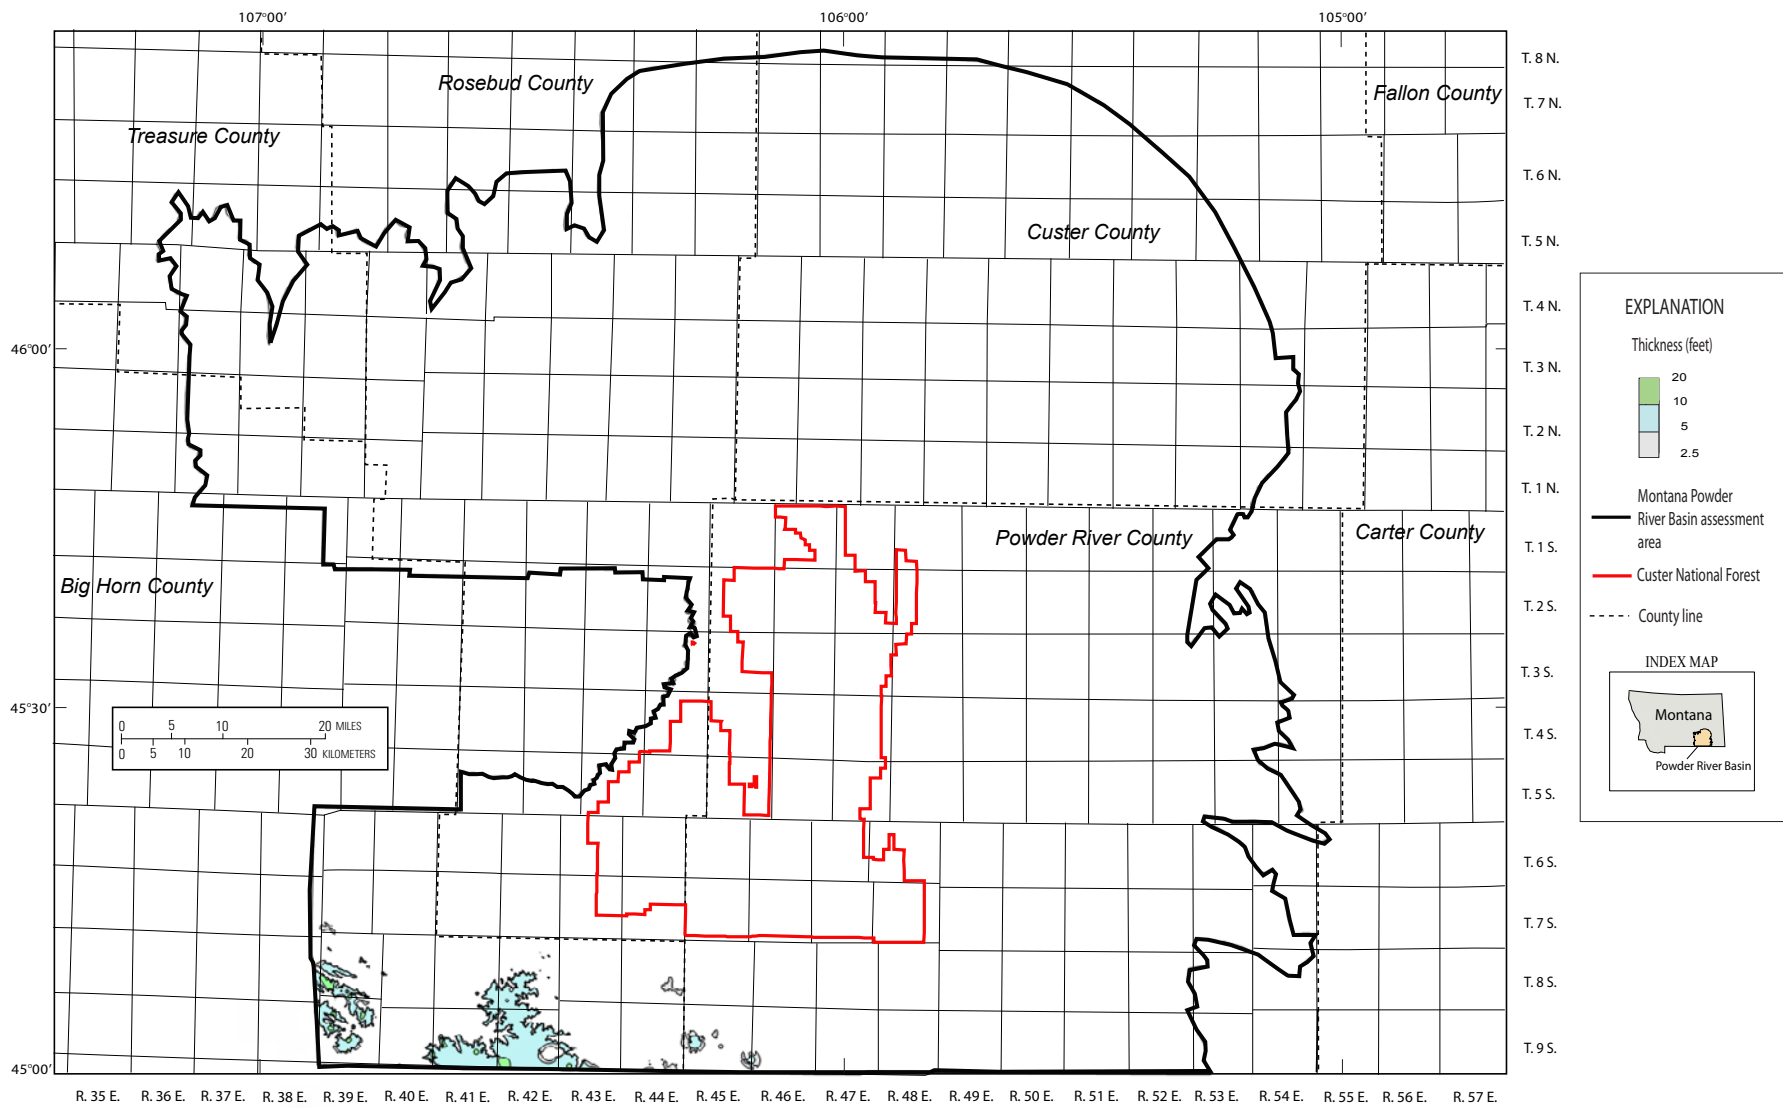 107°00'
106°00'
105°00'
Rosebud County
Fallon County
Treasure County
Custer County
Powder River County
Carter County
Big Horn County
46°00'
45°30'
45°00'
T. 8 N.
T. 7 N.
T. 6 N.
T. 5 N.
T. 4 N.
T. 3 N.
T. 2 N.
T. 1 N.
T. 1 S.
T. 2 S.
T. 3 S.
T. 4 S.
T. 5 S.
T. 6 S.
T. 7 S.
T. 8 S.
T. 9 S.
0 5 10 20 MILES
0 5 10 20 30 KILOMETERS
R. 35 E. R. 36 E. R. 37 E. R. 38 E. R. 39 E. R. 40 E. R. 41 E. R. 42 E. R. 43 E. R. 44 E. R. 45 E. R. 46 E. R. 47 E. R. 48 E. R. 49 E. R. 50 E. R. 51 E. R. 52 E. R. 53 E. R. 54 E. R. 55 E. R. 56 E. R. 57 E.
EXPLANATION
Thickness (feet)
20
10
5
2.5
Montana Powder
River Basin assessment
area
Custer National Forest
County line
INDEX MAP
Montana
Powder River Basin